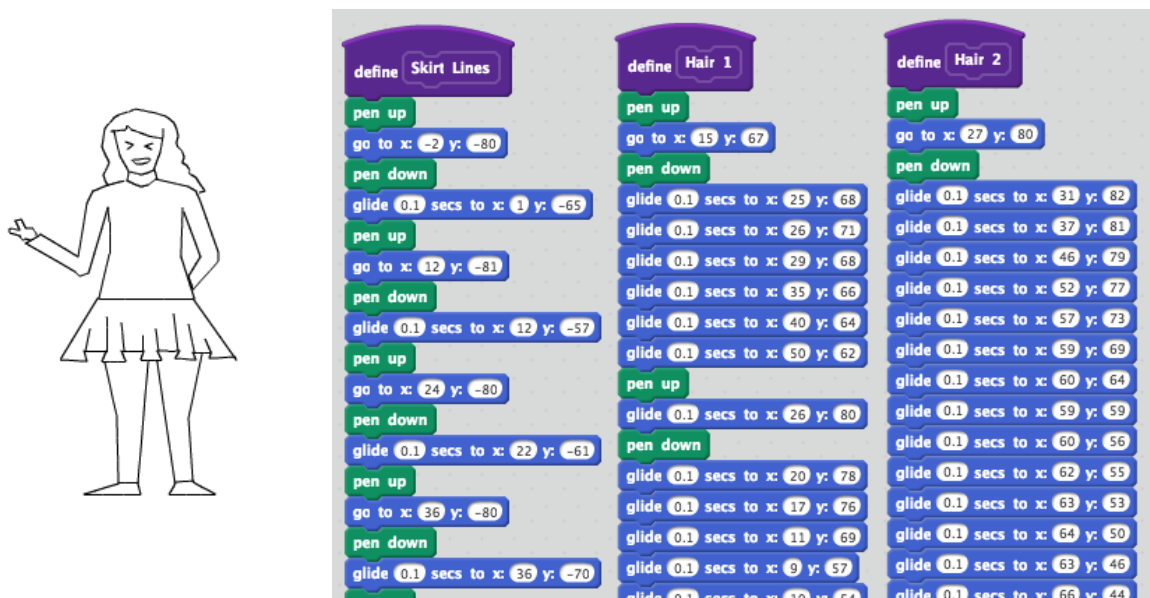 define Skirt Lines
pen up
go to x: -2 y: -80
pen down
glide 0.1 secs to x: 1 y: -65
pen up
go to x: 12 y: -81
pen down
glide 0.1 secs to x: 12 y: -57
pen up
go to x: 24 y: -80
pen down
glide 0.1 secs to x: 22 y: -61
pen up
go to x: 36 y: -80
pen down
glide 0.1 secs to x: 36 y: -70
define Hair 1
pen up
go to x: 15 y: 67
pen down
glide 0.1 secs to x: 25 y: 68
glide 0.1 secs to x: 26 y: 71
glide 0.1 secs to x: 29 y: 68
glide 0.1 secs to x: 35 y: 66
glide 0.1 secs to x: 40 y: 64
glide 0.1 secs to x: 50 y: 62
pen up
glide 0.1 secs to x: 26 y: 80
pen down
glide 0.1 secs to x: 20 y: 78
glide 0.1 secs to x: 17 y: 76
glide 0.1 secs to x: 11 y: 69
glide 0.1 secs to x: 9 y: 57
define Hair 2
pen up
go to x: 27 y: 80
pen down
glide 0.1 secs to x: 31 y: 82
glide 0.1 secs to x: 37 y: 81
glide 0.1 secs to x: 46 y: 79
glide 0.1 secs to x: 52 y: 77
glide 0.1 secs to x: 57 y: 73
glide 0.1 secs to x: 59 y: 69
glide 0.1 secs to x: 60 y: 64
glide 0.1 secs to x: 59 y: 59
glide 0.1 secs to x: 60 y: 56
glide 0.1 secs to x: 62 y: 55
glide 0.1 secs to x: 63 y: 53
glide 0.1 secs to x: 64 y: 50
glide 0.1 secs to x: 63 y: 46
glide 0.1 secs to x: 66 y: 44